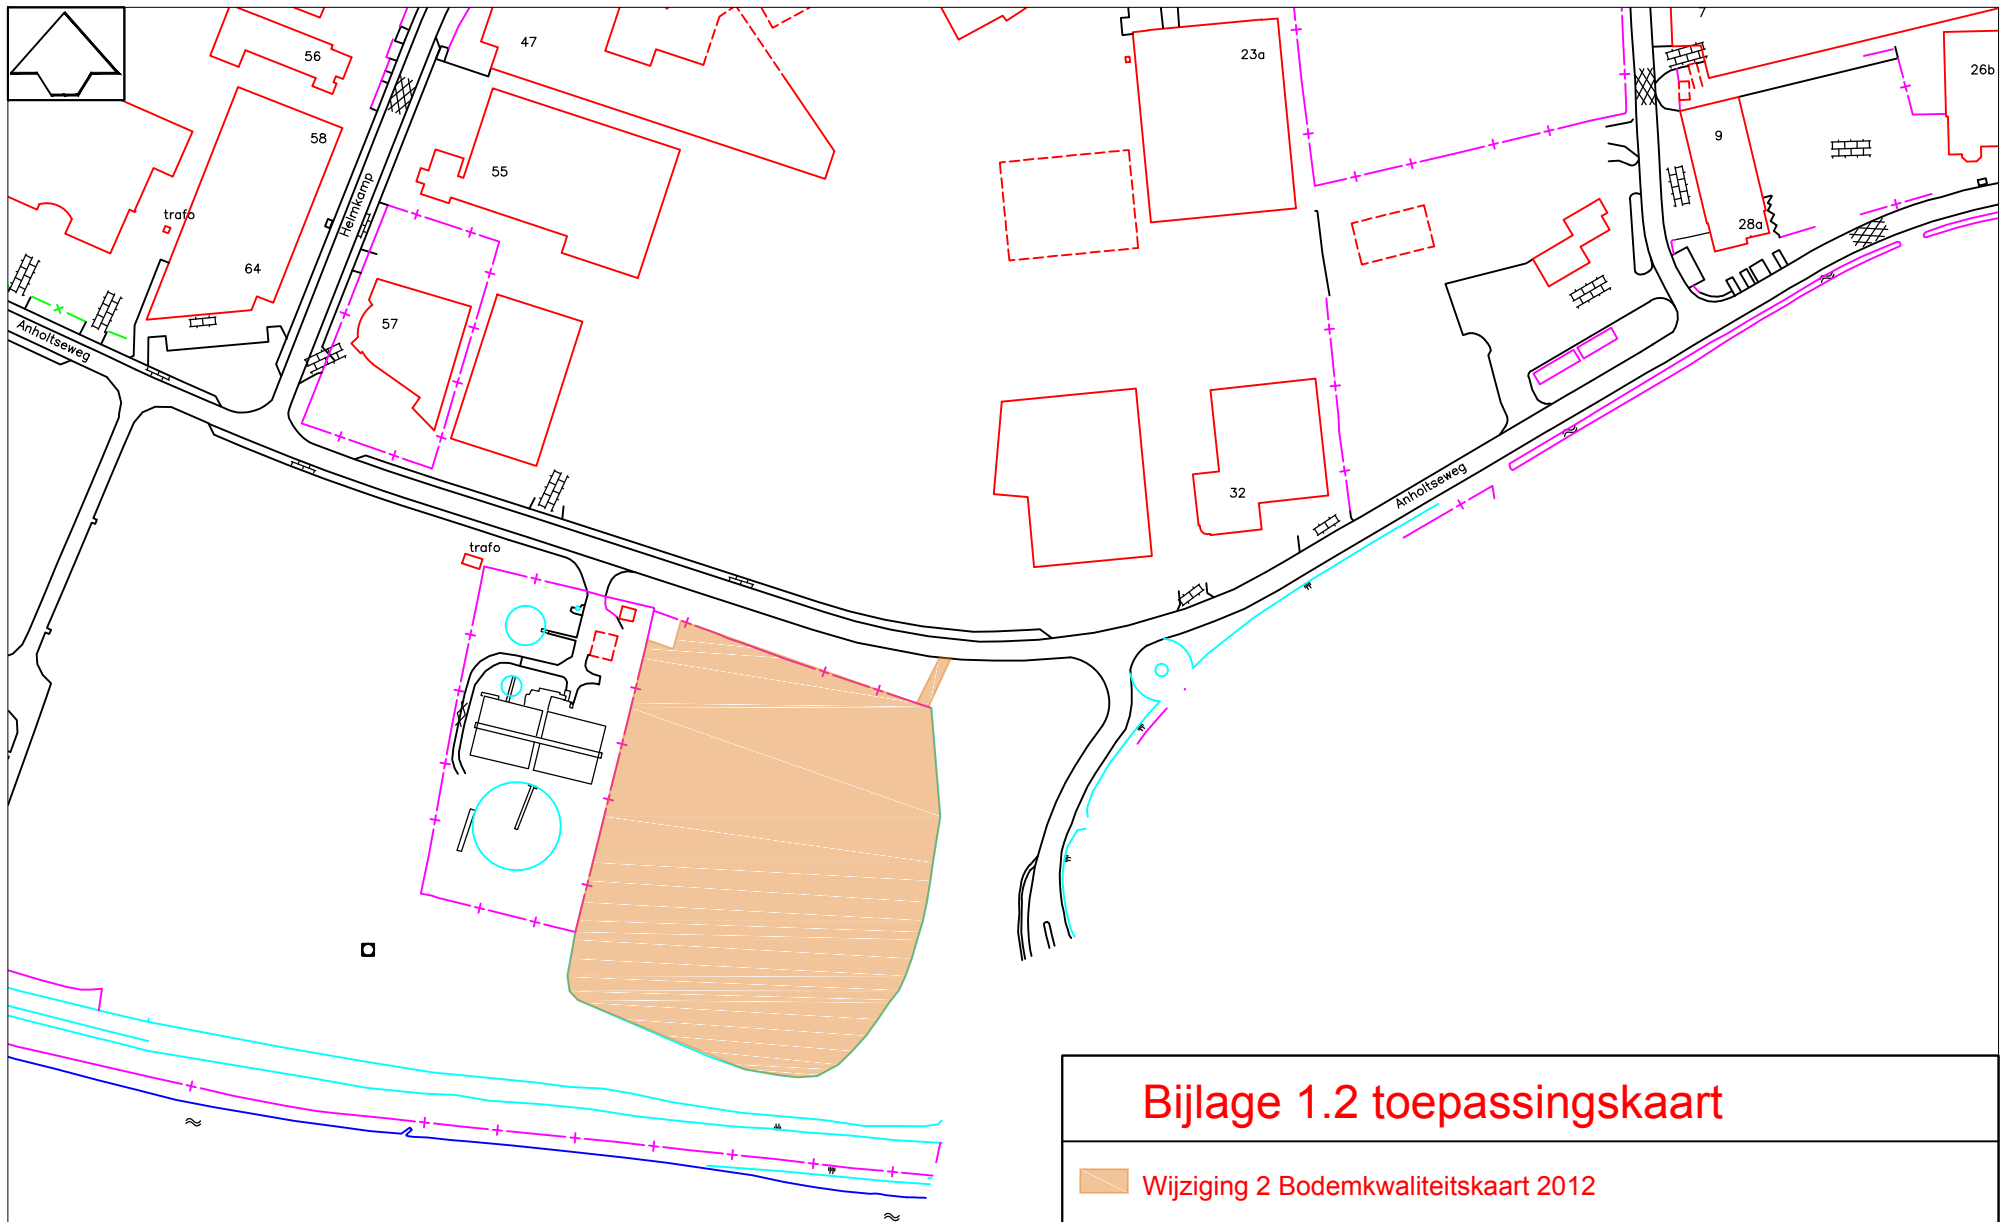 56
47
23a
7
26b
58
55
9
trafo
Helmkamp
28a
64
57
Anholtseweg
32
Anholtseweg
trafo
Bijlage 1.2 toepassingskaart
Wijziging 2 Bodemkwaliteitskaart 2012